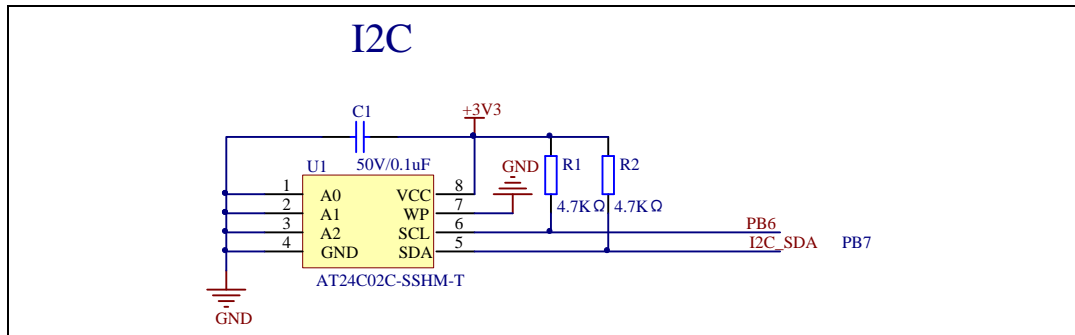 I2C
C1
+3V3
U1
50V/0.1uF
GND
R1
R2
1 A0 VCC 8
2 A1 WP 7
3 A2 SCL 6
4 GND SDA 5
4.7KΩ
4.7KΩ
PB6
I2C_SDA
PB7
AT24C02C-SSHM-T
GND